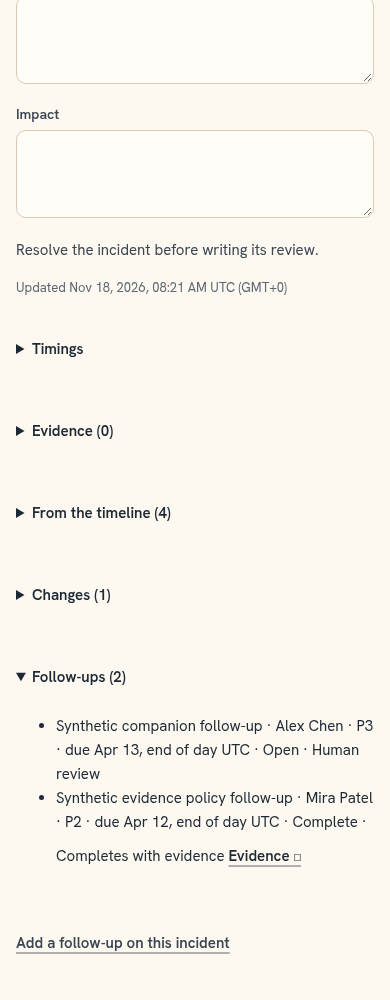 Impact
Resolve the incident before writing its review.
Updated Nov 18, 2026, 08:21 AM UTC (GMT+0)
Timings
Evidence (0)
From the timeline (4)
Changes (1)
Follow-ups (2)
Synthetic companion follow-up · Alex Chen · P3
· due Apr 13, end of day UTC · Open · Human
review
Synthetic evidence policy follow-up · Mira Patel
· P2 · due Apr 12, end of day UTC · Complete ·
Completes with evidence Evidence
Add a follow-up on this incident